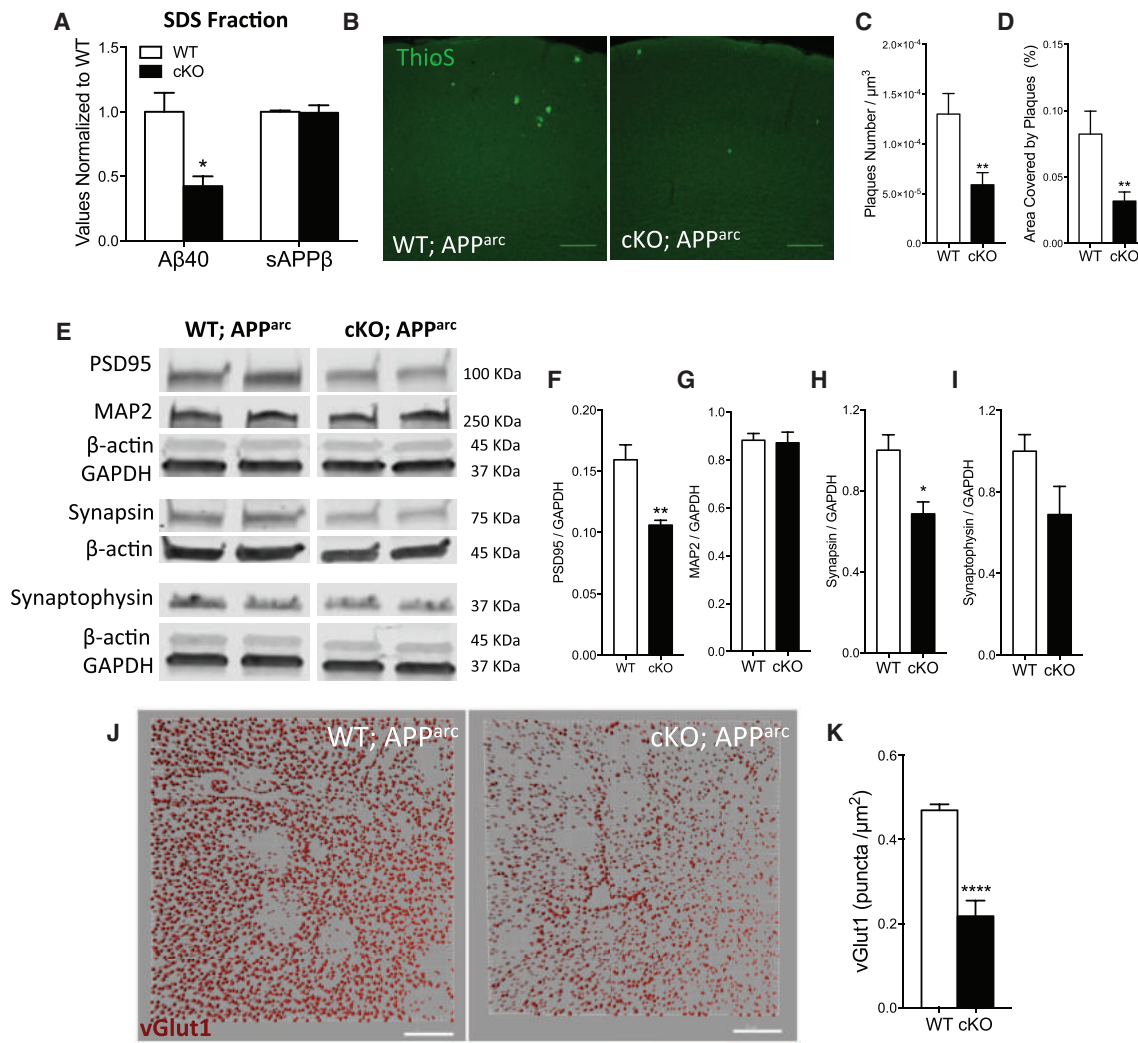 A
SDS Fraction
Values Normalized to WT
1.5
1.0
0.5
0.0
WT
cKO
*
Aβ40
sAPPβ
B
ThioS
WT; APParc
cKO; APParc
C
Plaques Number / µm3
2.0×10-4
1.5×10-4
1.0×10-4
5.0×10-5
0.0
**
WT cKO
D
Area Covered by Plaques (%)
0.15
0.10
0.05
0.00
**
WT cKO
E
WT; APParc
cKO; APParc
PSD95
100 KDa
MAP2
250 KDa
β-actin
45 KDa
GAPDH
37 KDa
Synapsin
75 KDa
β-actin
45 KDa
Synaptophysin
37 KDa
β-actin
45 KDa
GAPDH
37 KDa
F
PSD95 / GAPDH
0.20
0.15
0.10
0.05
0.00
**
WT cKO
G
MAP2 / GAPDH
1.0
0.8
0.6
0.4
0.2
0.0
WT cKO
H
Synapsin / GAPDH
1.2
0.8
0.4
0.0
*
WT cKO
I
Synaptophysin / GAPDH
1.2
0.8
0.4
0.0
WT cKO
J
WT; APParc
cKO; APParc
vGlut1
K
vGlut1 (puncta /µm2)
0.6
0.4
0.2
0.0
****
WT cKO